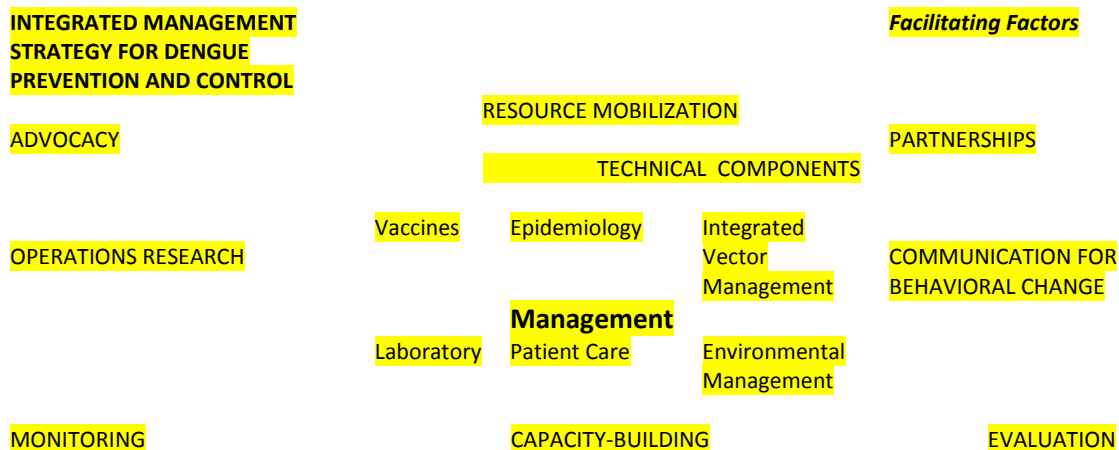 INTEGRATED MANAGEMENT
STRATEGY FOR DENGUE
PREVENTION AND CONTROL
Facilitating Factors
RESOURCE MOBILIZATION
ADVOCACY
PARTNERSHIPS
TECHNICAL COMPONENTS
Vaccines
Epidemiology
Integrated
Vector
Management
OPERATIONS RESEARCH
COMMUNICATION FOR
BEHAVIORAL CHANGE
Management
Laboratory
Patient Care
Environmental
Management
MONITORING
CAPACITY-BUILDING
EVALUATION